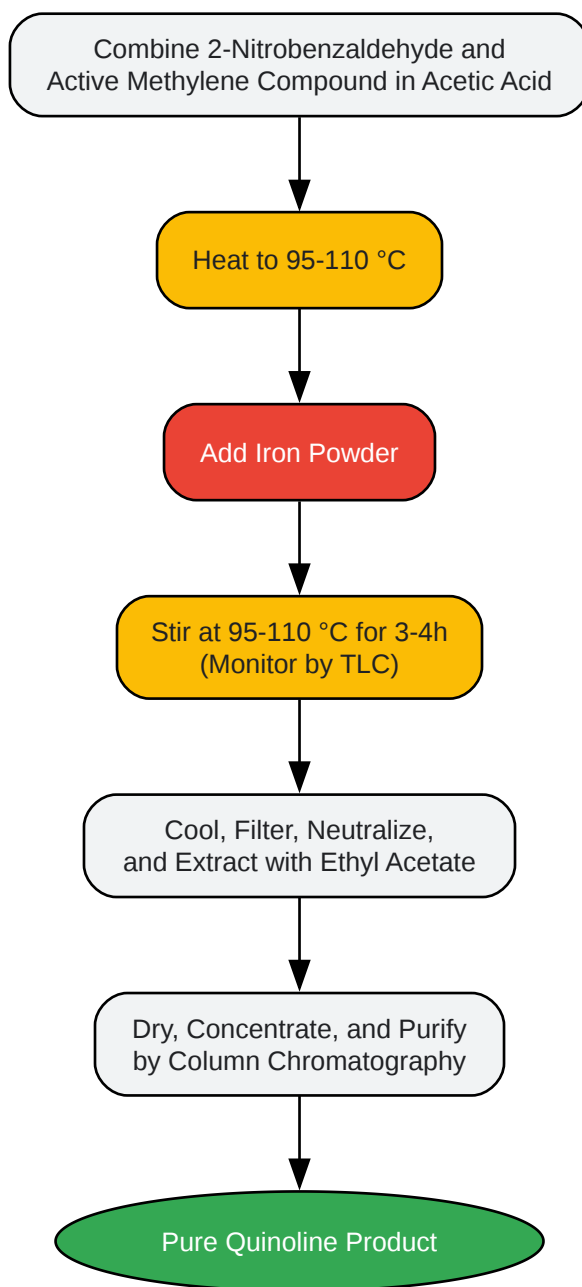 Combine 2-Nitrobenzaldehyde and
Active Methylene Compound in Acetic Acid
Heat to 95-110 °C
Add Iron Powder
Stir at 95-110 °C for 3-4h
(Monitor by TLC)
Cool, Filter, Neutralize,
and Extract with Ethyl Acetate
Dry, Concentrate, and Purify
by Column Chromatography
Pure Quinoline Product